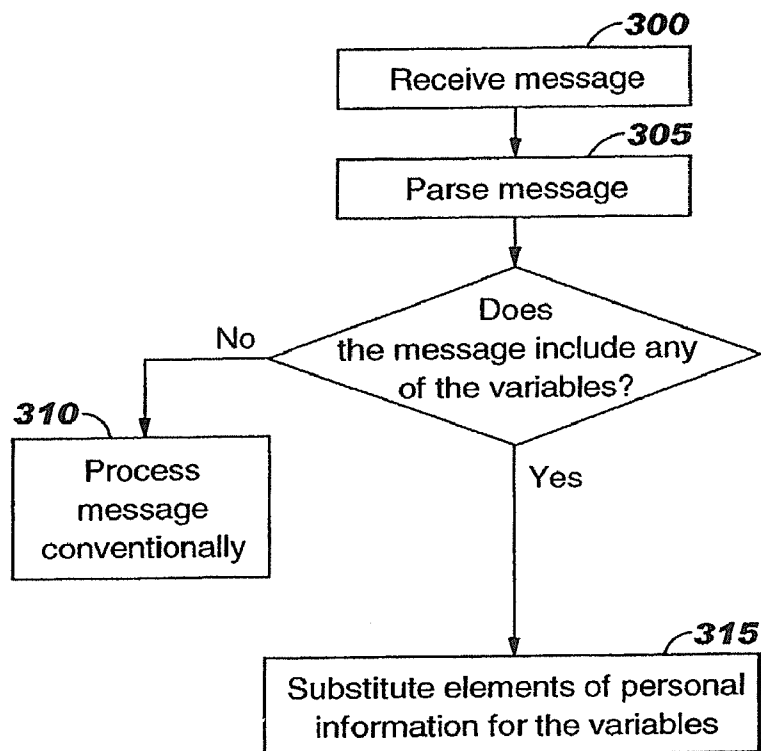 300
Receive message
305
Parse message
Does
the message include any
of the variables?
No
310
Process
message
conventionally
Yes
315
Substitute elements of personal
information for the variables